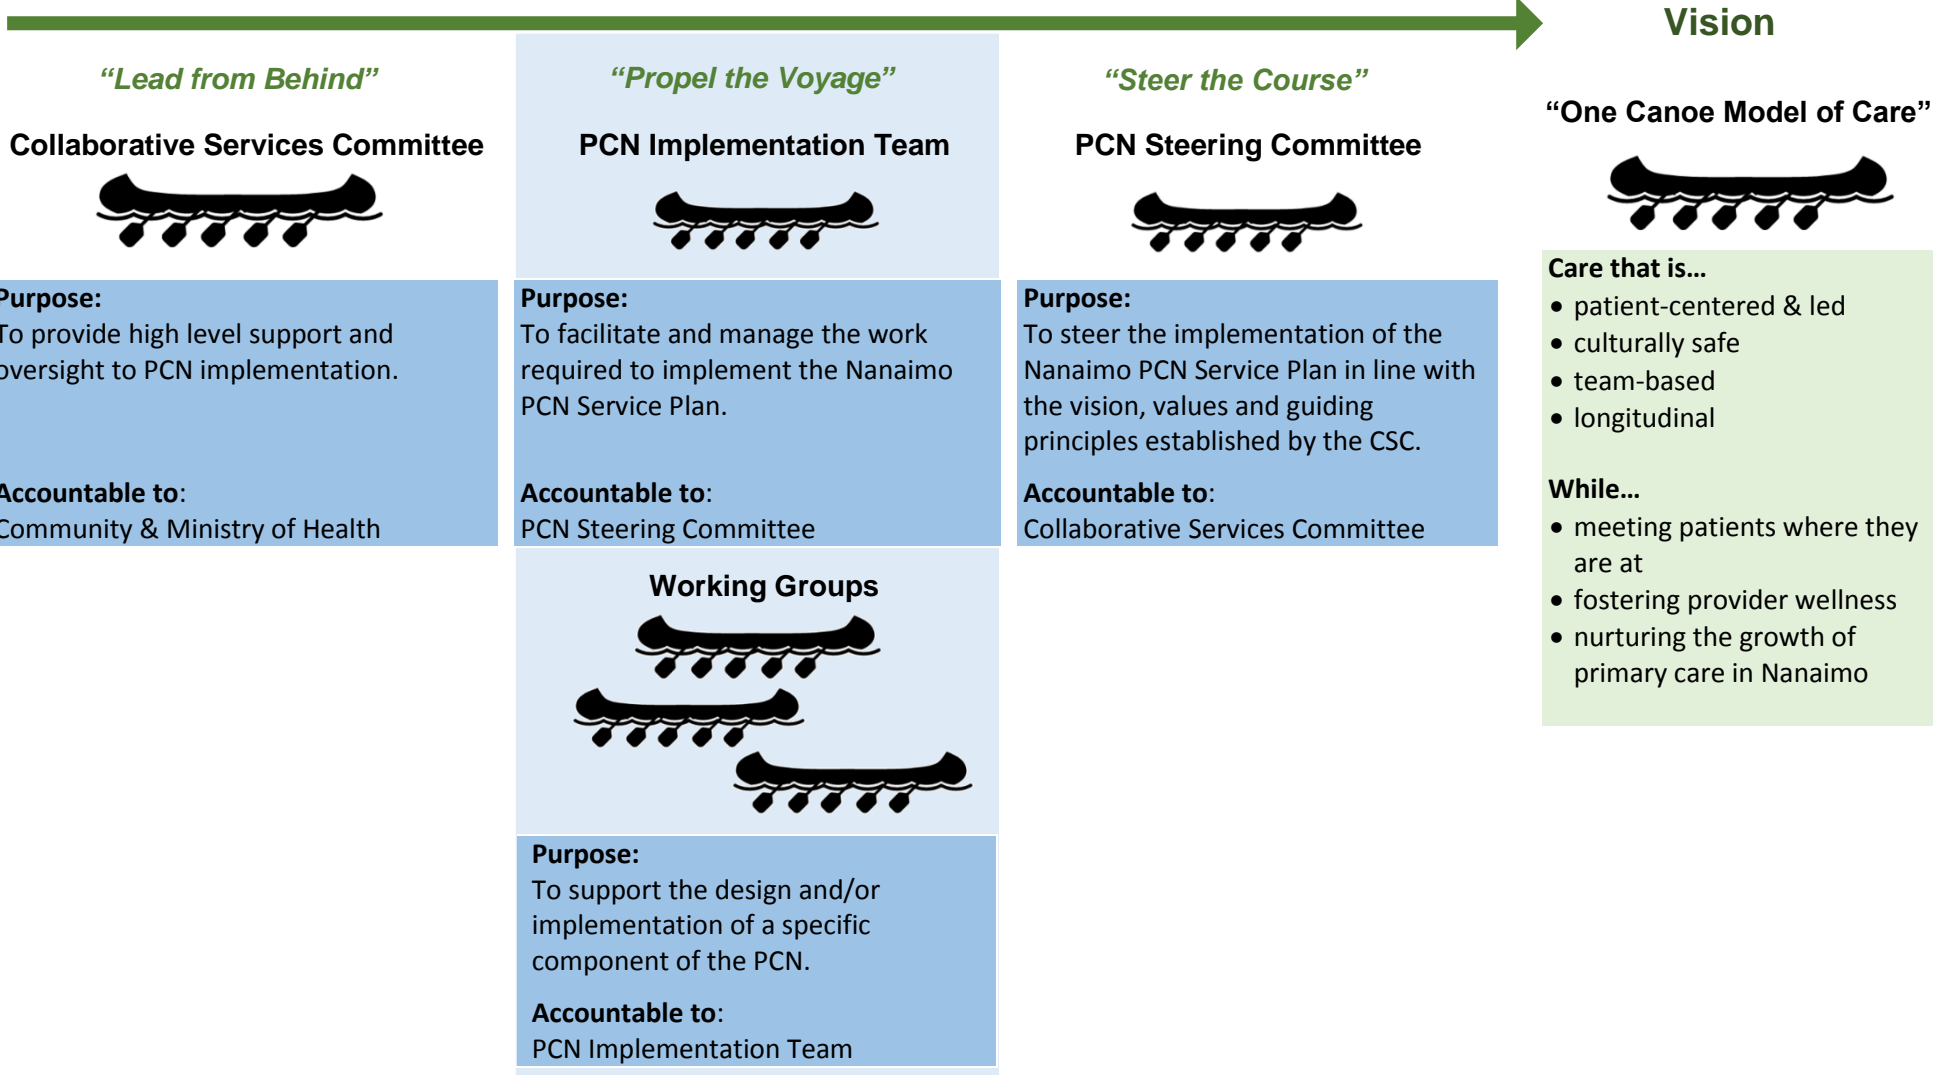 Vision
“Lead from Behind”
Collaborative Services Committee
Purpose:
To provide high level support and
oversight to PCN implementation.
Accountable to:
Community & Ministry of Health
“Propel the Voyage”
PCN Implementation Team
Purpose:
To facilitate and manage the work
required to implement the Nanaimo
PCN Service Plan.
Accountable to:
PCN Steering Committee
Working Groups
Purpose:
To support the design and/or
implementation of a specific
component of the PCN.
Accountable to:
PCN Implementation Team
“Steer the Course”
PCN Steering Committee
Purpose:
To steer the implementation of the
Nanaimo PCN Service Plan in line with
the vision, values and guiding
principles established by the CSC.
Accountable to:
Collaborative Services Committee
“One Canoe Model of Care”
Care that is…
• patient-centered & led
• culturally safe
• team-based
• longitudinal
While…
• meeting patients where they
are at
• fostering provider wellness
• nurturing the growth of
primary care in Nanaimo